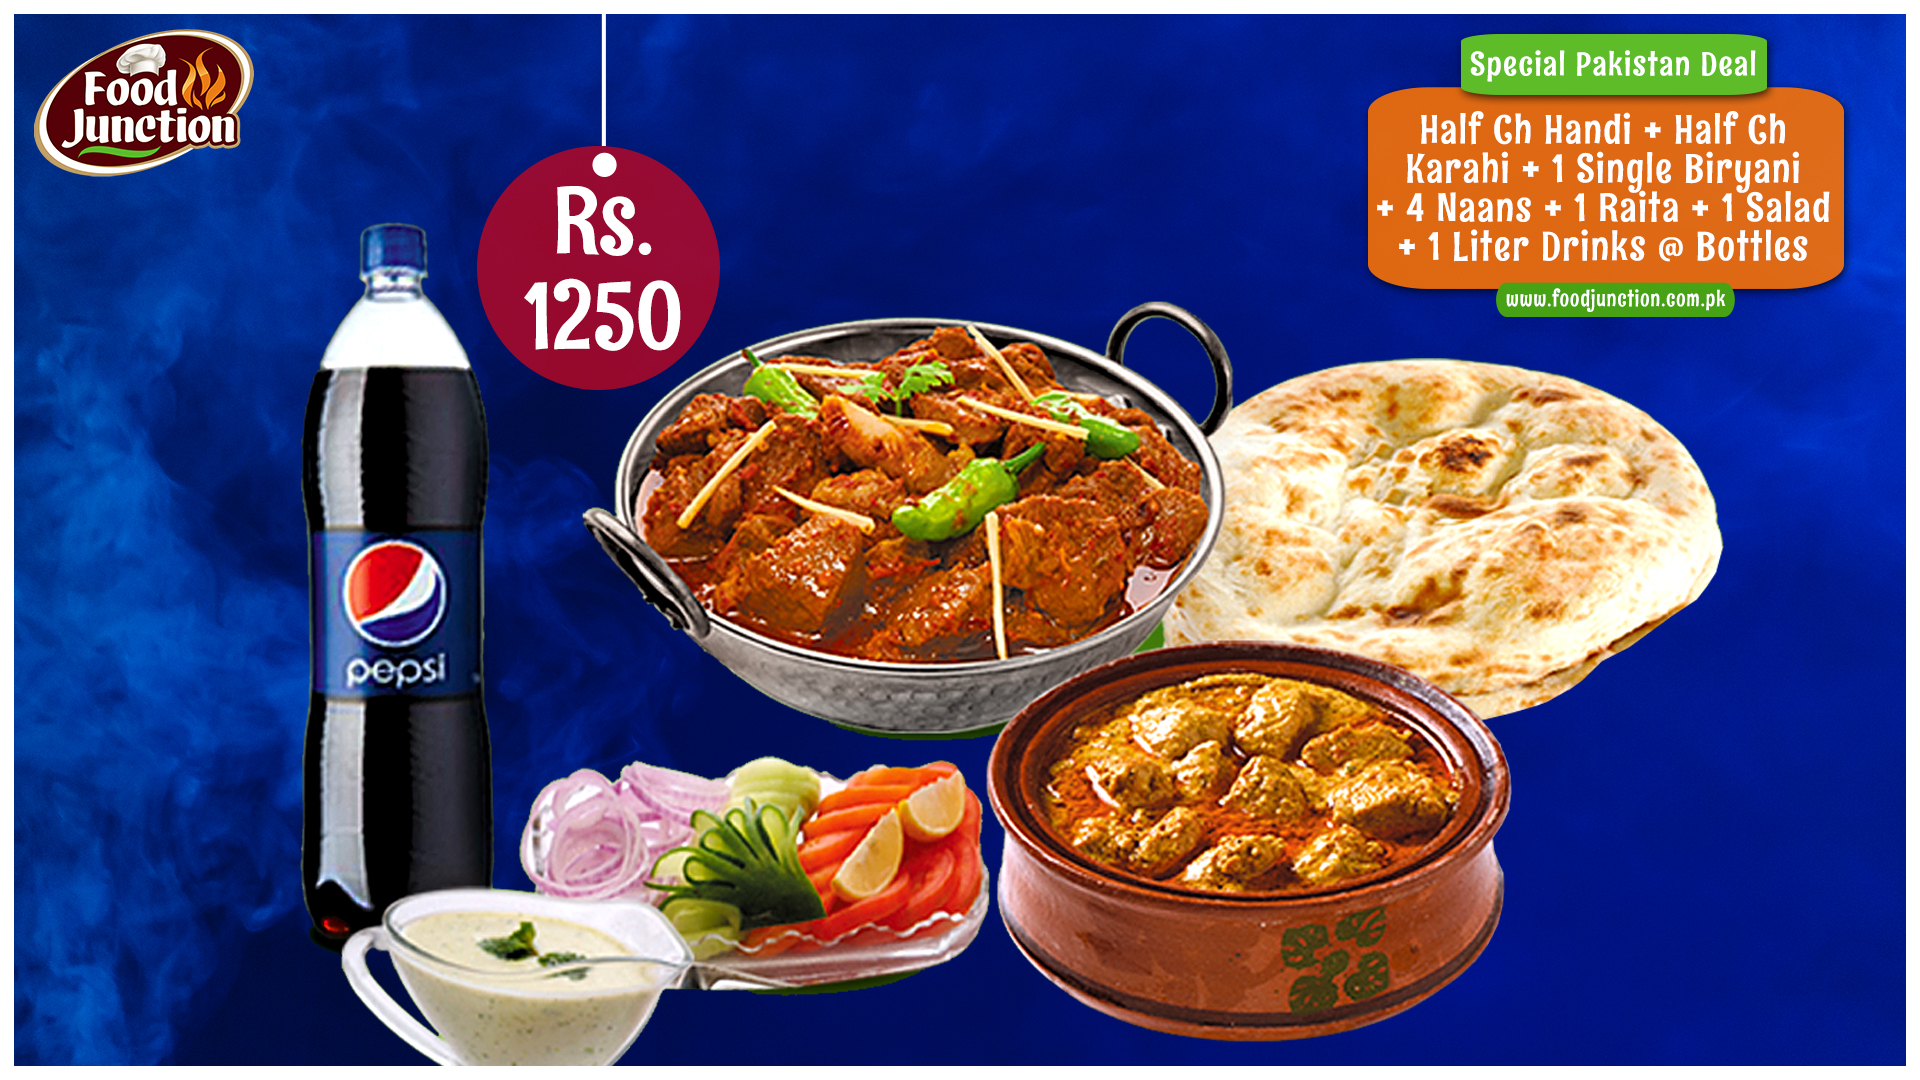 Food
Junction
Rs.
1250
Special Pakistan Deal
Half Ch Handi + Half Ch
Karahi + 1 Single Biryani
+ 4 Naans + 1 Raita + 1 Salad
+ 1 Liter Drinks @ Bottles
www.foodjunction.com.pk
pepsi